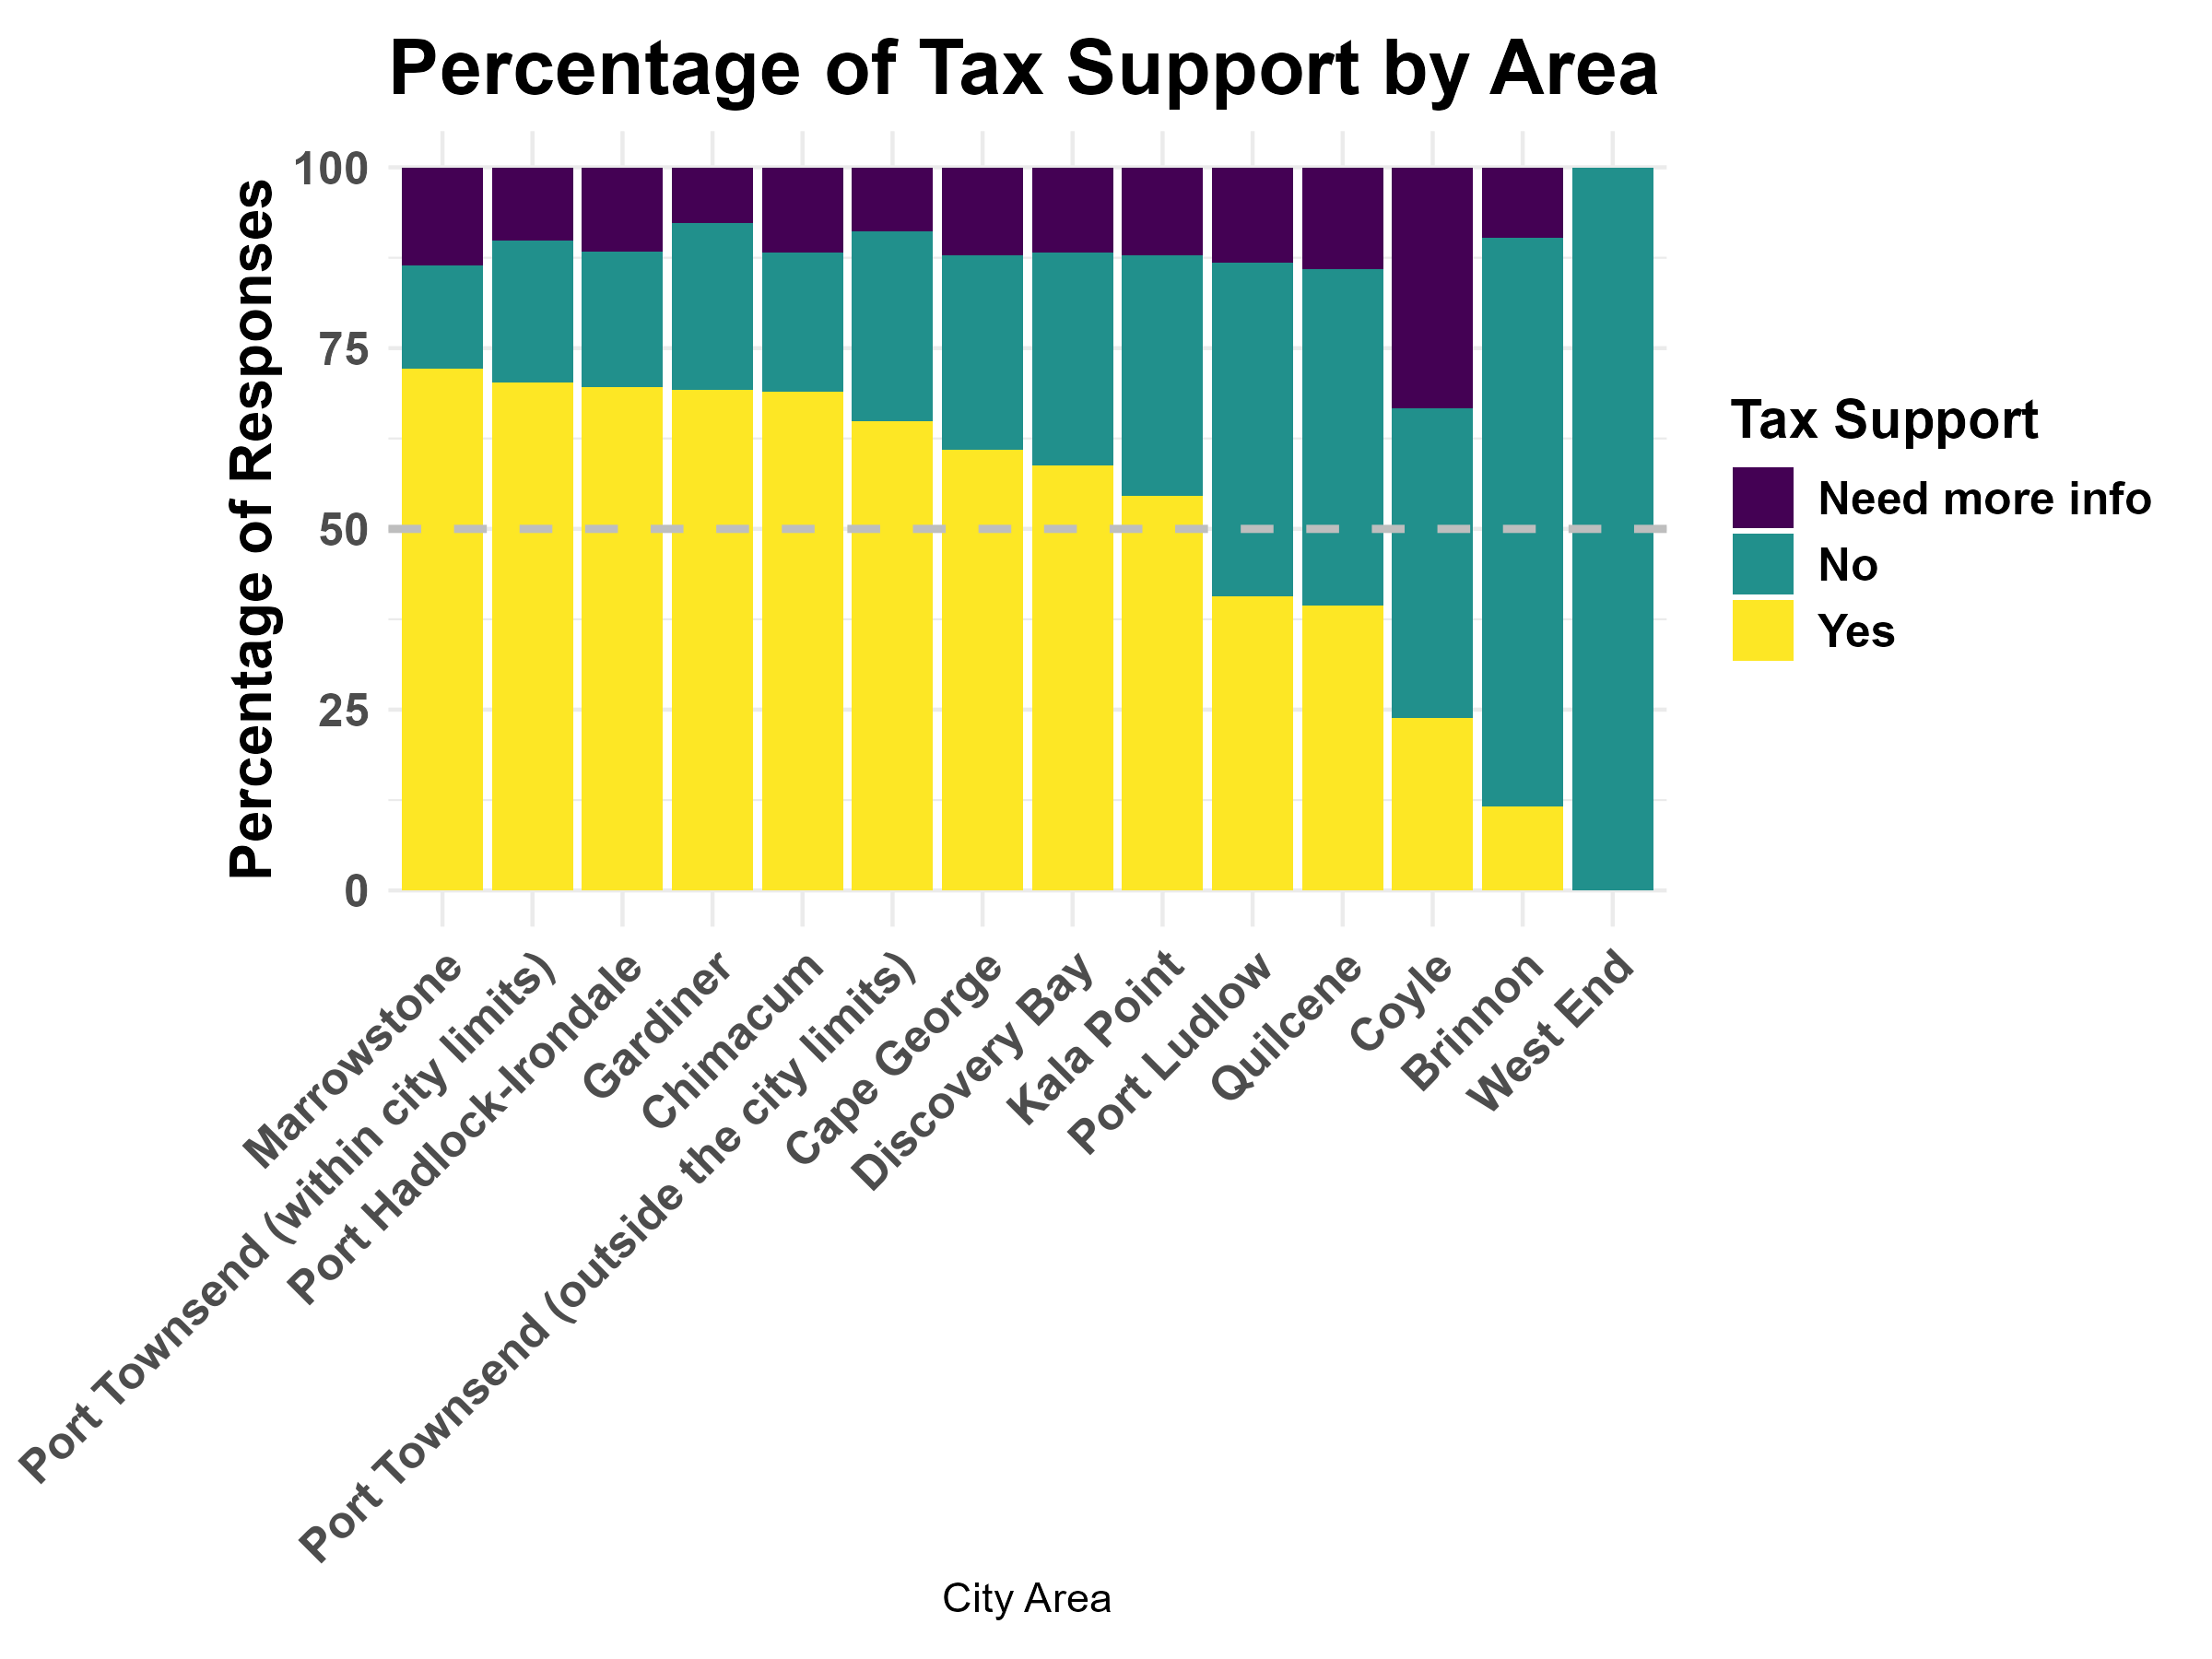 Percentage of Tax Support by Area
Percentage of Responses
100
75
50
25
0
Marrowstone
Port Townsend (within city limits)
Port Hadlock-Irondale
Gardiner
Chimacum
Port Townsend (outside the city limits)
Cape George
Discovery Bay
Kala Point
Port Ludlow
Quilcene
Coyle
Brinnon
West End
City Area
Tax Support
Need more info
No
Yes